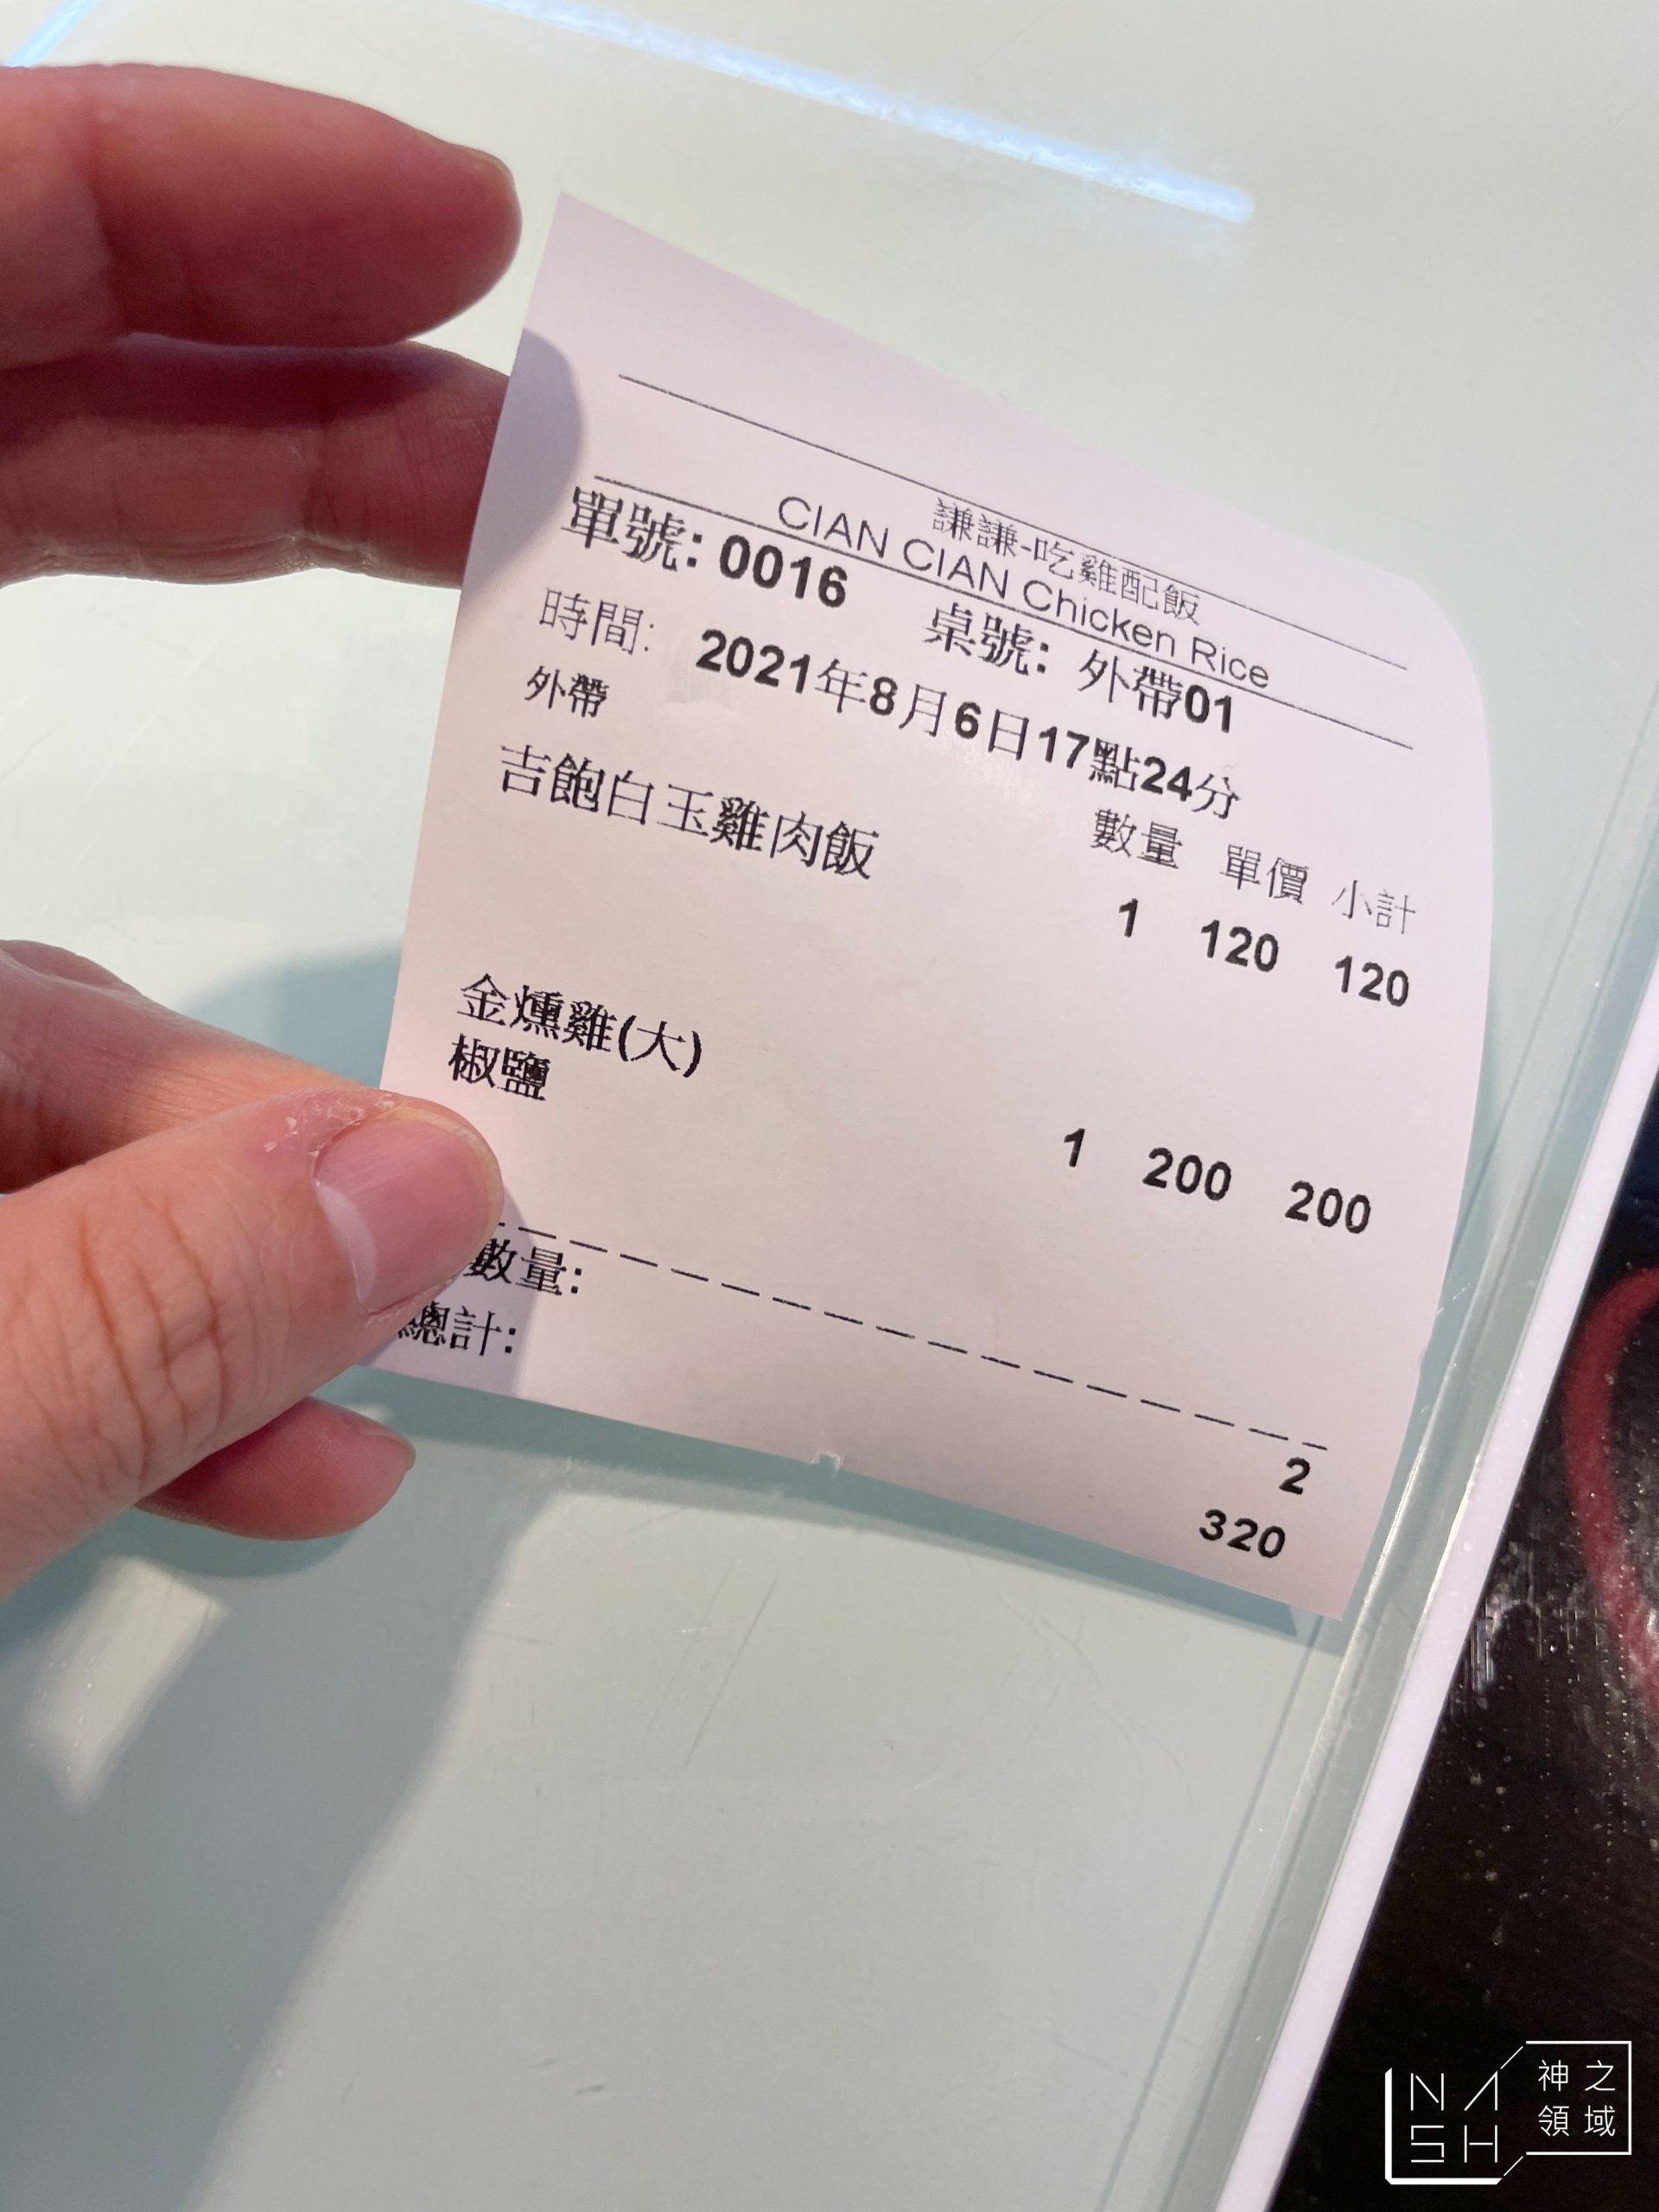 謙謙-吃雞配飯
CIAN CIAN Chicken Rice
單號: 0016 桌號: 外帶01
時間: 2021年8月6日17點24分
外帶 數量 單價 小計
吉飽白玉雞肉飯 1 120 120
金燻雞(大) 1 200 200
椒鹽
數量: 2
總計: 320
NASH
神之
領域